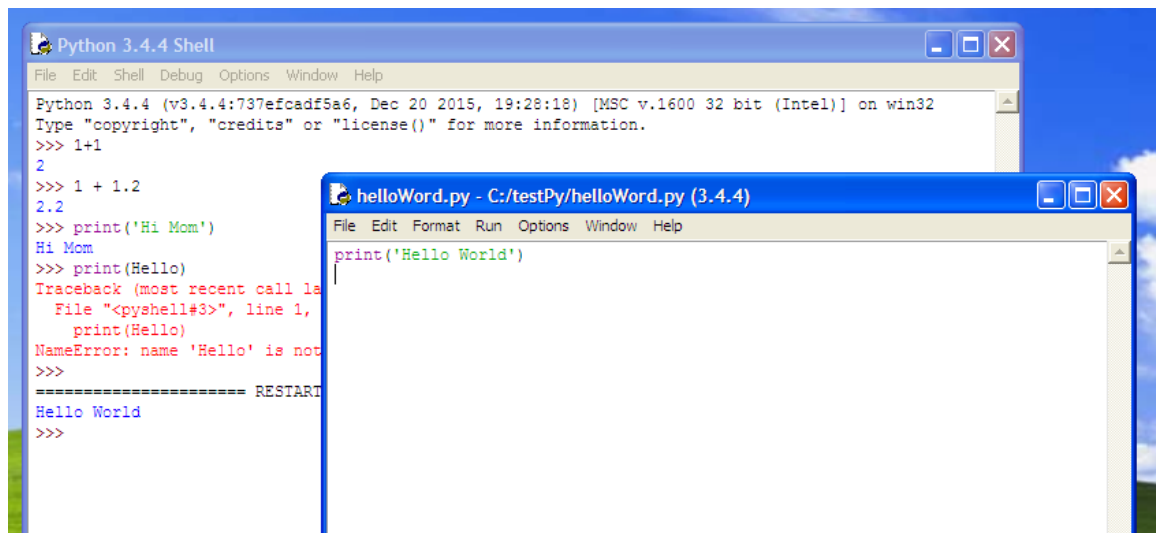 Python 3.4.4 Shell
File Edit Shell Debug Options Window Help
Python 3.4.4 (v3.4.4:737efcadf5a6, Dec 20 2015, 19:28:18) [MSC v.1600 32 bit (Intel)] on win32
Type "copyright", "credits" or "license()" for more information.
>>> 1+1
2
>>> 1 + 1.2
2.2
>>> print('Hi Mom')
Hi Mom
>>> print(Hello)
Traceback (most recent call la
  File "<pyshell#3>", line 1,
    print(Hello)
NameError: name 'Hello' is not
>>>
====================== RESTART
Hello World
>>>
helloWord.py - C:/testPy/helloWord.py (3.4.4)
File Edit Format Run Options Window Help
print('Hello World')